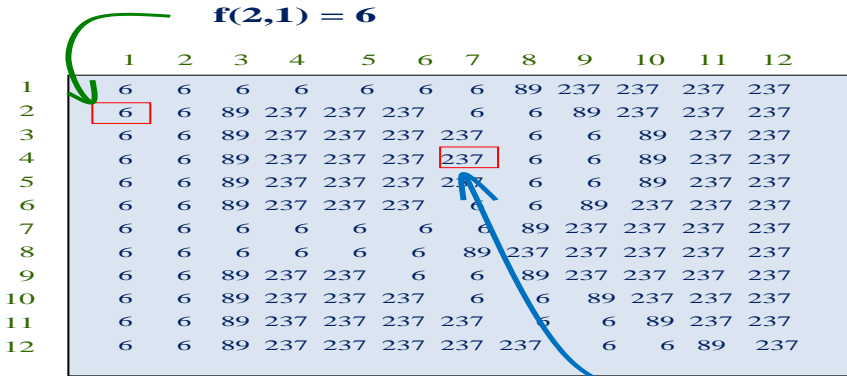 f(2,1) = 6
1 2 3 4 5 6 7 8 9 10 11 12
1 6 6 6 6 6 6 6 89 237 237 237 237
2 6 6 89 237 237 237 6 6 89 237 237 237
3 6 6 89 237 237 237 237 6 6 89 237 237
4 6 6 89 237 237 237 237 6 6 89 237 237
5 6 6 89 237 237 237 237 6 6 89 237 237
6 6 6 89 237 237 237 6 6 89 237 237 237
7 6 6 6 6 6 6 6 89 237 237 237 237
8 6 6 6 6 6 6 89 237 237 237 237 237
9 6 6 89 237 237 6 6 89 237 237 237 237
10 6 6 89 237 237 237 6 6 89 237 237 237
11 6 6 89 237 237 237 237 6 6 89 237 237
12 6 6 89 237 237 237 237 237 6 6 89 237